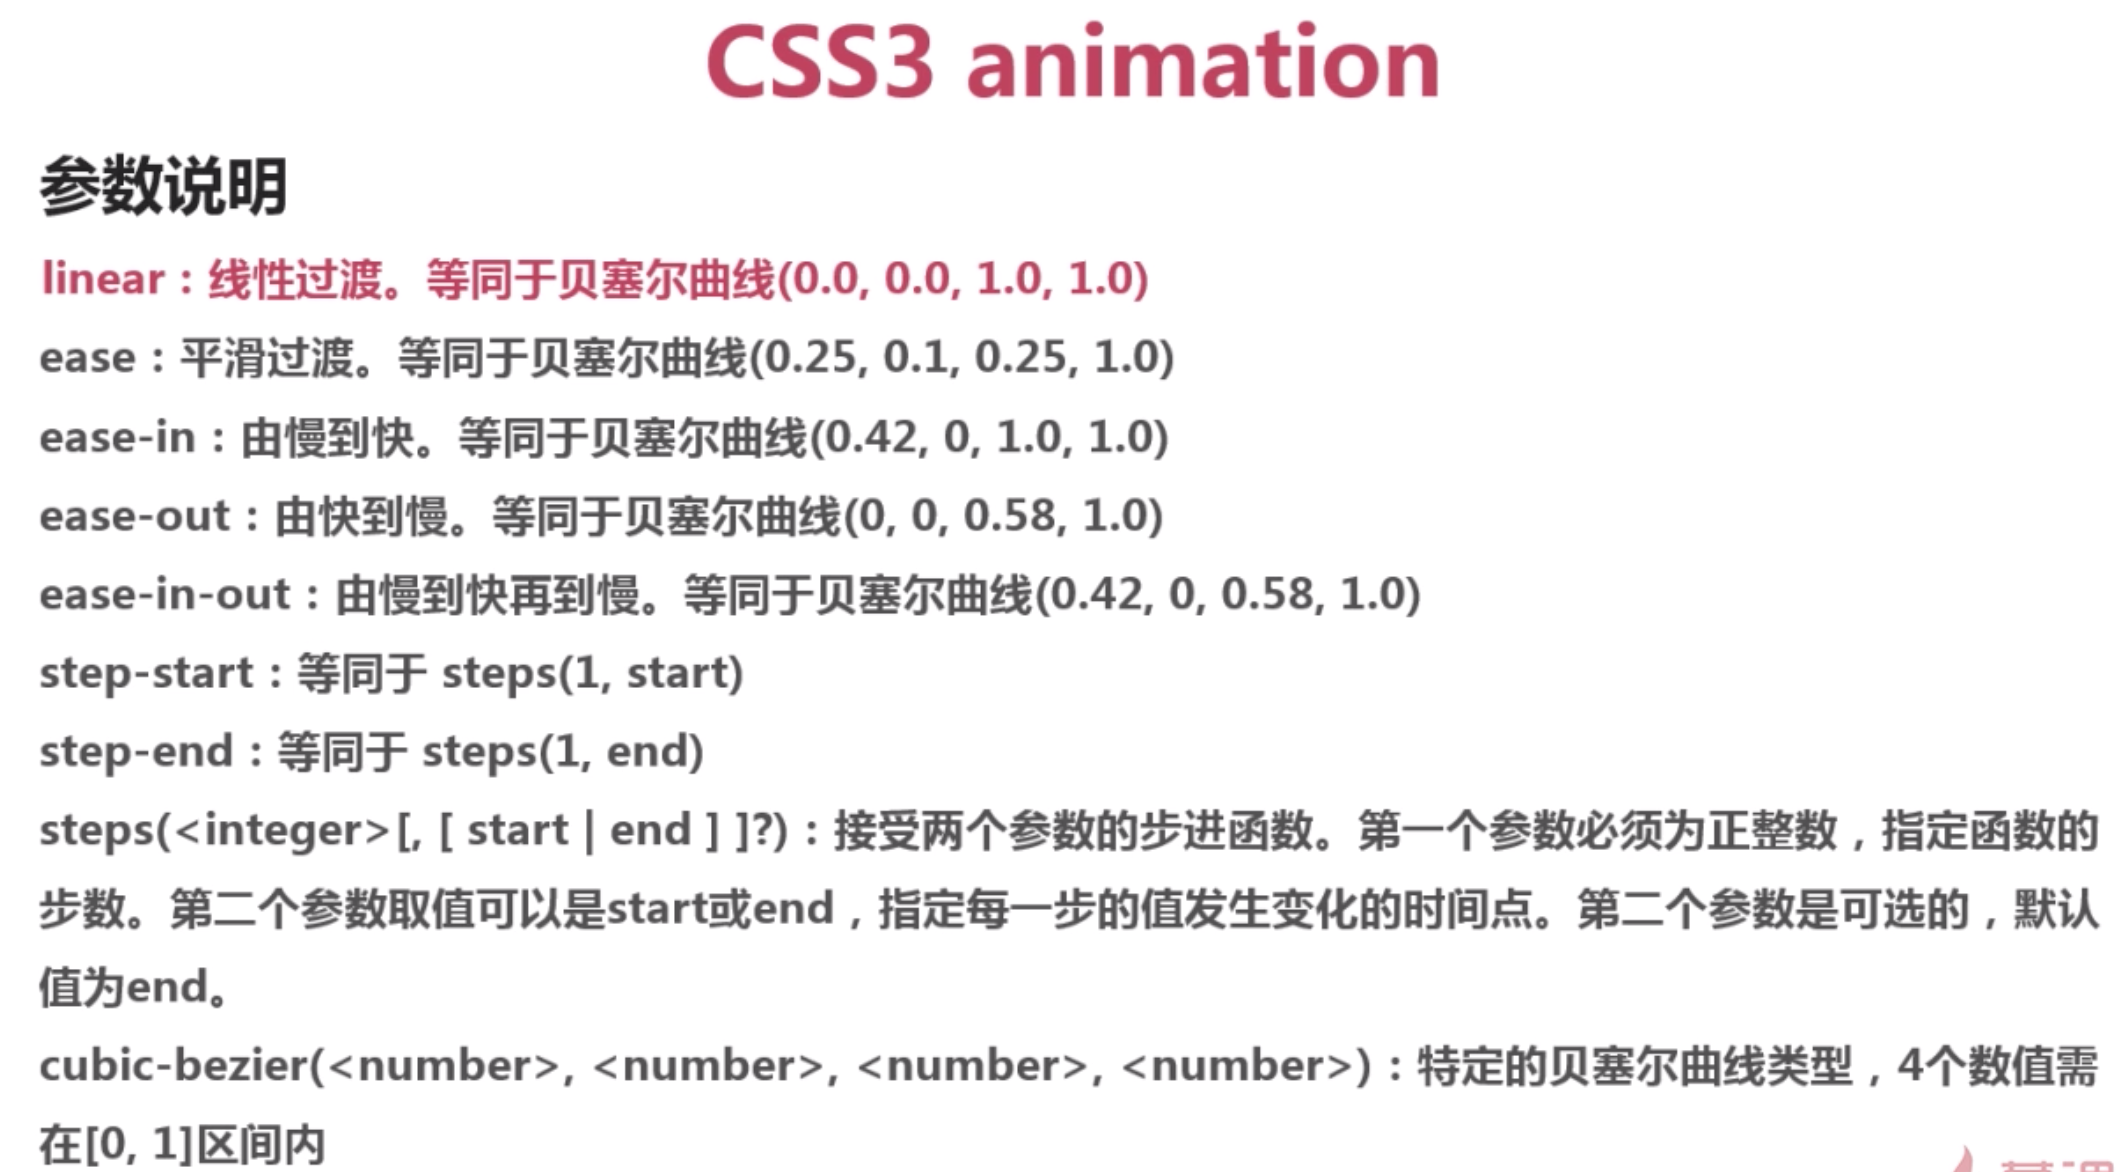 CSS3 animation
参数说明
linear：线性过渡。等同于贝塞尔曲线(0.0, 0.0, 1.0, 1.0)
ease：平滑过渡。等同于贝塞尔曲线(0.25, 0.1, 0.25, 1.0)
ease-in：由慢到快。等同于贝塞尔曲线(0.42, 0, 1.0, 1.0)
ease-out：由快到慢。等同于贝塞尔曲线(0, 0, 0.58, 1.0)
ease-in-out：由慢到快再到慢。等同于贝塞尔曲线(0.42, 0, 0.58, 1.0)
step-start：等同于 steps(1, start)
step-end：等同于 steps(1, end)
steps(<integer>[, [ start | end ] ]?)：接受两个参数的步进函数。第一个参数必须为正整数，指定函数的
步数。第二个参数取值可以是start或end，指定每一步的值发生变化的时间点。第二个参数是可选的，默认
值为end。
cubic-bezier(<number>, <number>, <number>, <number>)：特定的贝塞尔曲线类型，4个数值需
在[0, 1]区间内